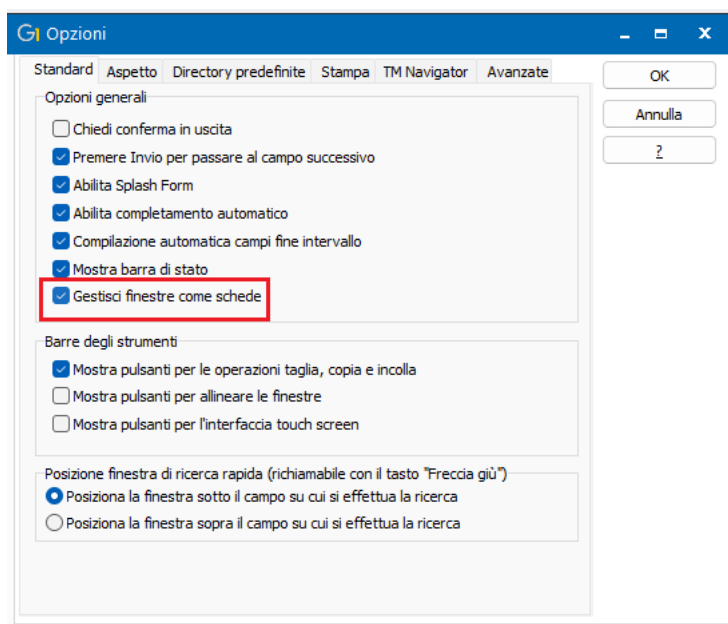 G1 Opzioni
Standard Aspetto Directory predefinite Stampa TM Navigator Avanzate
OK
Annulla
?
Opzioni generali
Chiedi conferma in uscita
Premere Invio per passare al campo successivo
Abilita Splash Form
Abilita completamento automatico
Compilazione automatica campi fine intervallo
Mostra barra di stato
Gestisci finestre come schede
Barre degli strumenti
Mostra pulsanti per le operazioni taglia, copia e incolla
Mostra pulsanti per allineare le finestre
Mostra pulsanti per l'interfaccia touch screen
Posizione finestra di ricerca rapida (richiamabile con il tasto "Freccia giù")
Posiziona la finestra sotto il campo su cui si effettua la ricerca
Posiziona la finestra sopra il campo su cui si effettua la ricerca